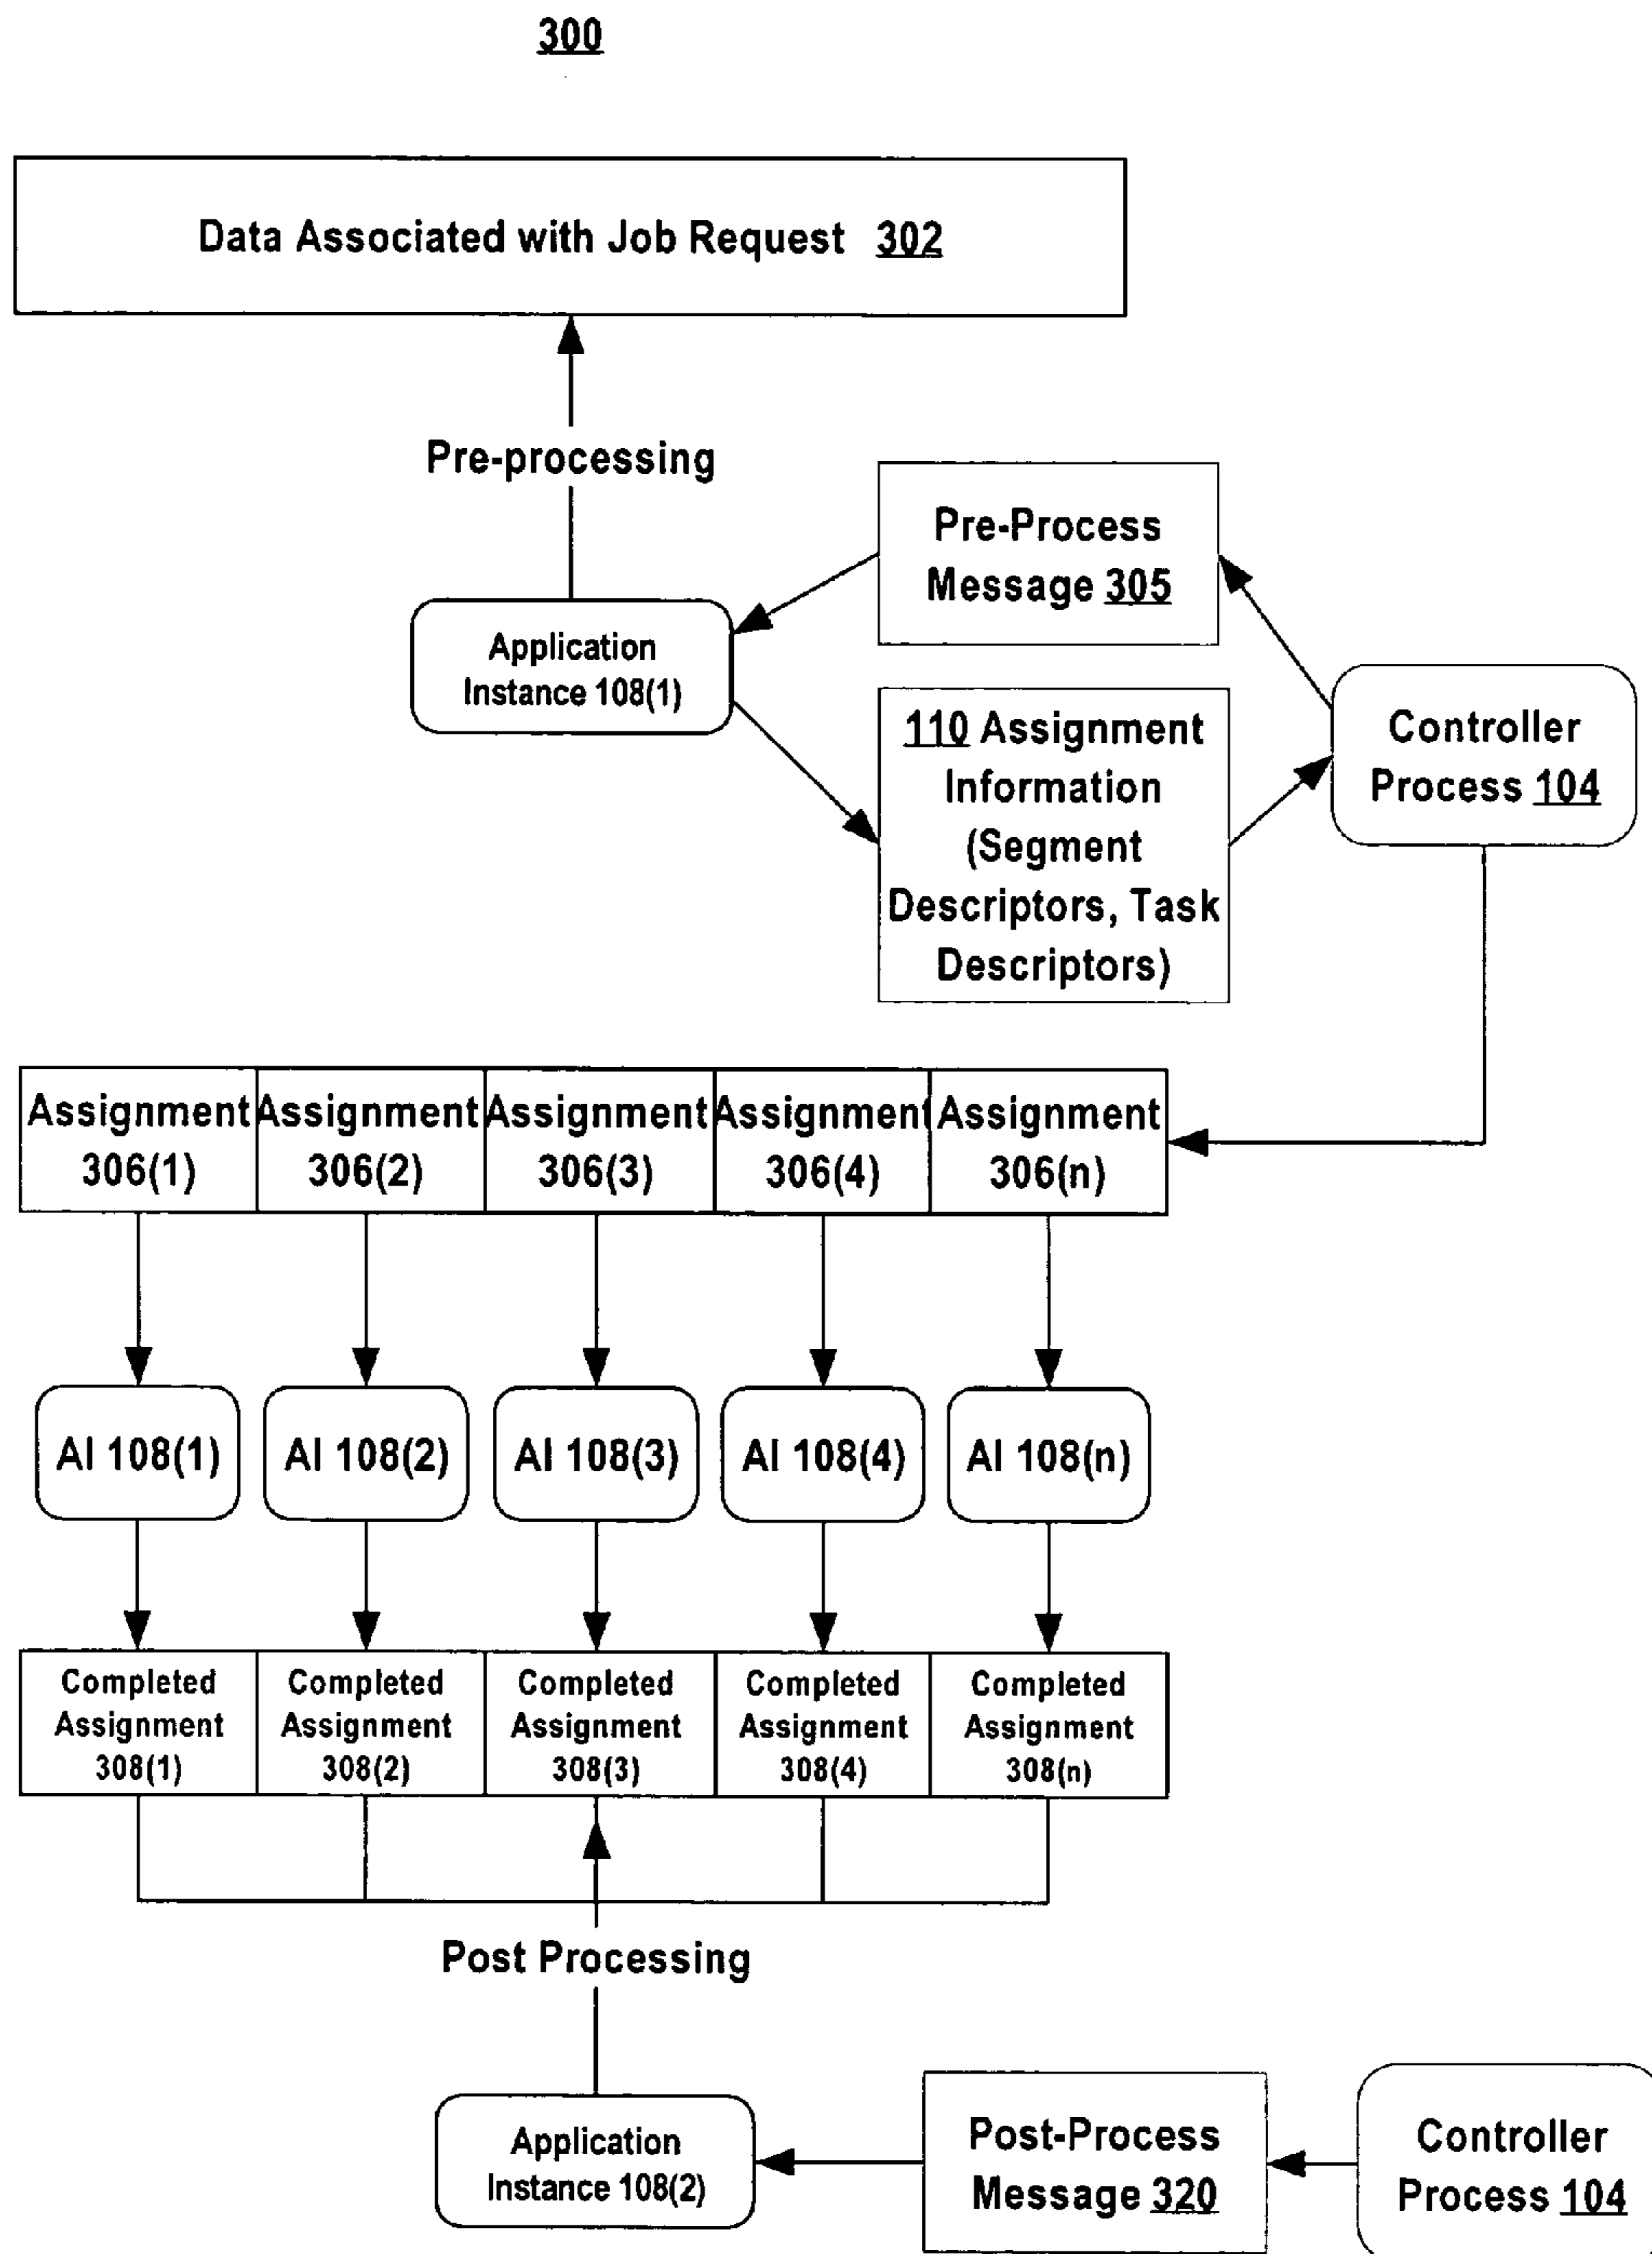 300
Data Associated with Job Request 302
Pre-processing
Pre-Process
Message 305
Application
Instance 108(1)
110 Assignment
Information
(Segment
Descriptors, Task
Descriptors)
Controller
Process 104
Assignment
306(1)
Assignment
306(2)
Assignment
306(3)
Assignment
306(4)
Assignment
306(n)
AI 108(1)
AI 108(2)
AI 108(3)
AI 108(4)
AI 108(n)
Completed
Assignment
308(1)
Completed
Assignment
308(2)
Completed
Assignment
308(3)
Completed
Assignment
308(4)
Completed
Assignment
308(n)
Post Processing
Application
Instance 108(2)
Post-Process
Message 320
Controller
Process 104